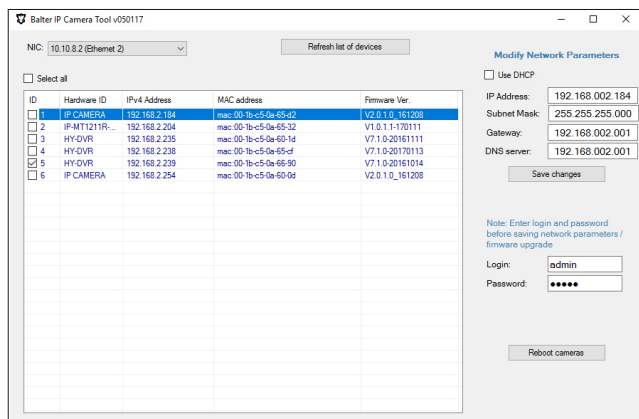 Balter IP Camera Tool v050117
NIC: 10.10.8.2 (Ethernet 2)
Refresh list of devices
Select all
ID Hardware ID IPv4 Address MAC address Firmware Ver.
1 IP CAMERA 192.168.2.184 mac:00-1b-c5-0a-65-d2 V2.0.1.0_161208
2 IP-MT1211R-... 192.168.2.204 mac:00-1b-c5-0a-65-32 V1.0.1.1-170111
3 HY-DVR 192.168.2.235 mac:00-1b-c5-0a-60-1d V7.1.0-20161111
4 HY-DVR 192.168.2.238 mac:00-1b-c5-0a-65-cf V7.1.0-20170113
5 HY-DVR 192.168.2.239 mac:00-1b-c5-0a-66-90 V7.1.0-20161014
6 IP CAMERA 192.168.2.254 mac:00-1b-c5-0a-60-0d V2.0.1.0_161208
Modify Network Parameters
Use DHCP
IP Address: 192.168.002.184
Subnet Mask: 255.255.255.000
Gateway: 192.168.002.001
DNS server: 192.168.002.001
Save changes
Note: Enter login and password
before saving network parameters /
firmware upgrade
Login: admin
Password: ●●●●●
Reboot cameras